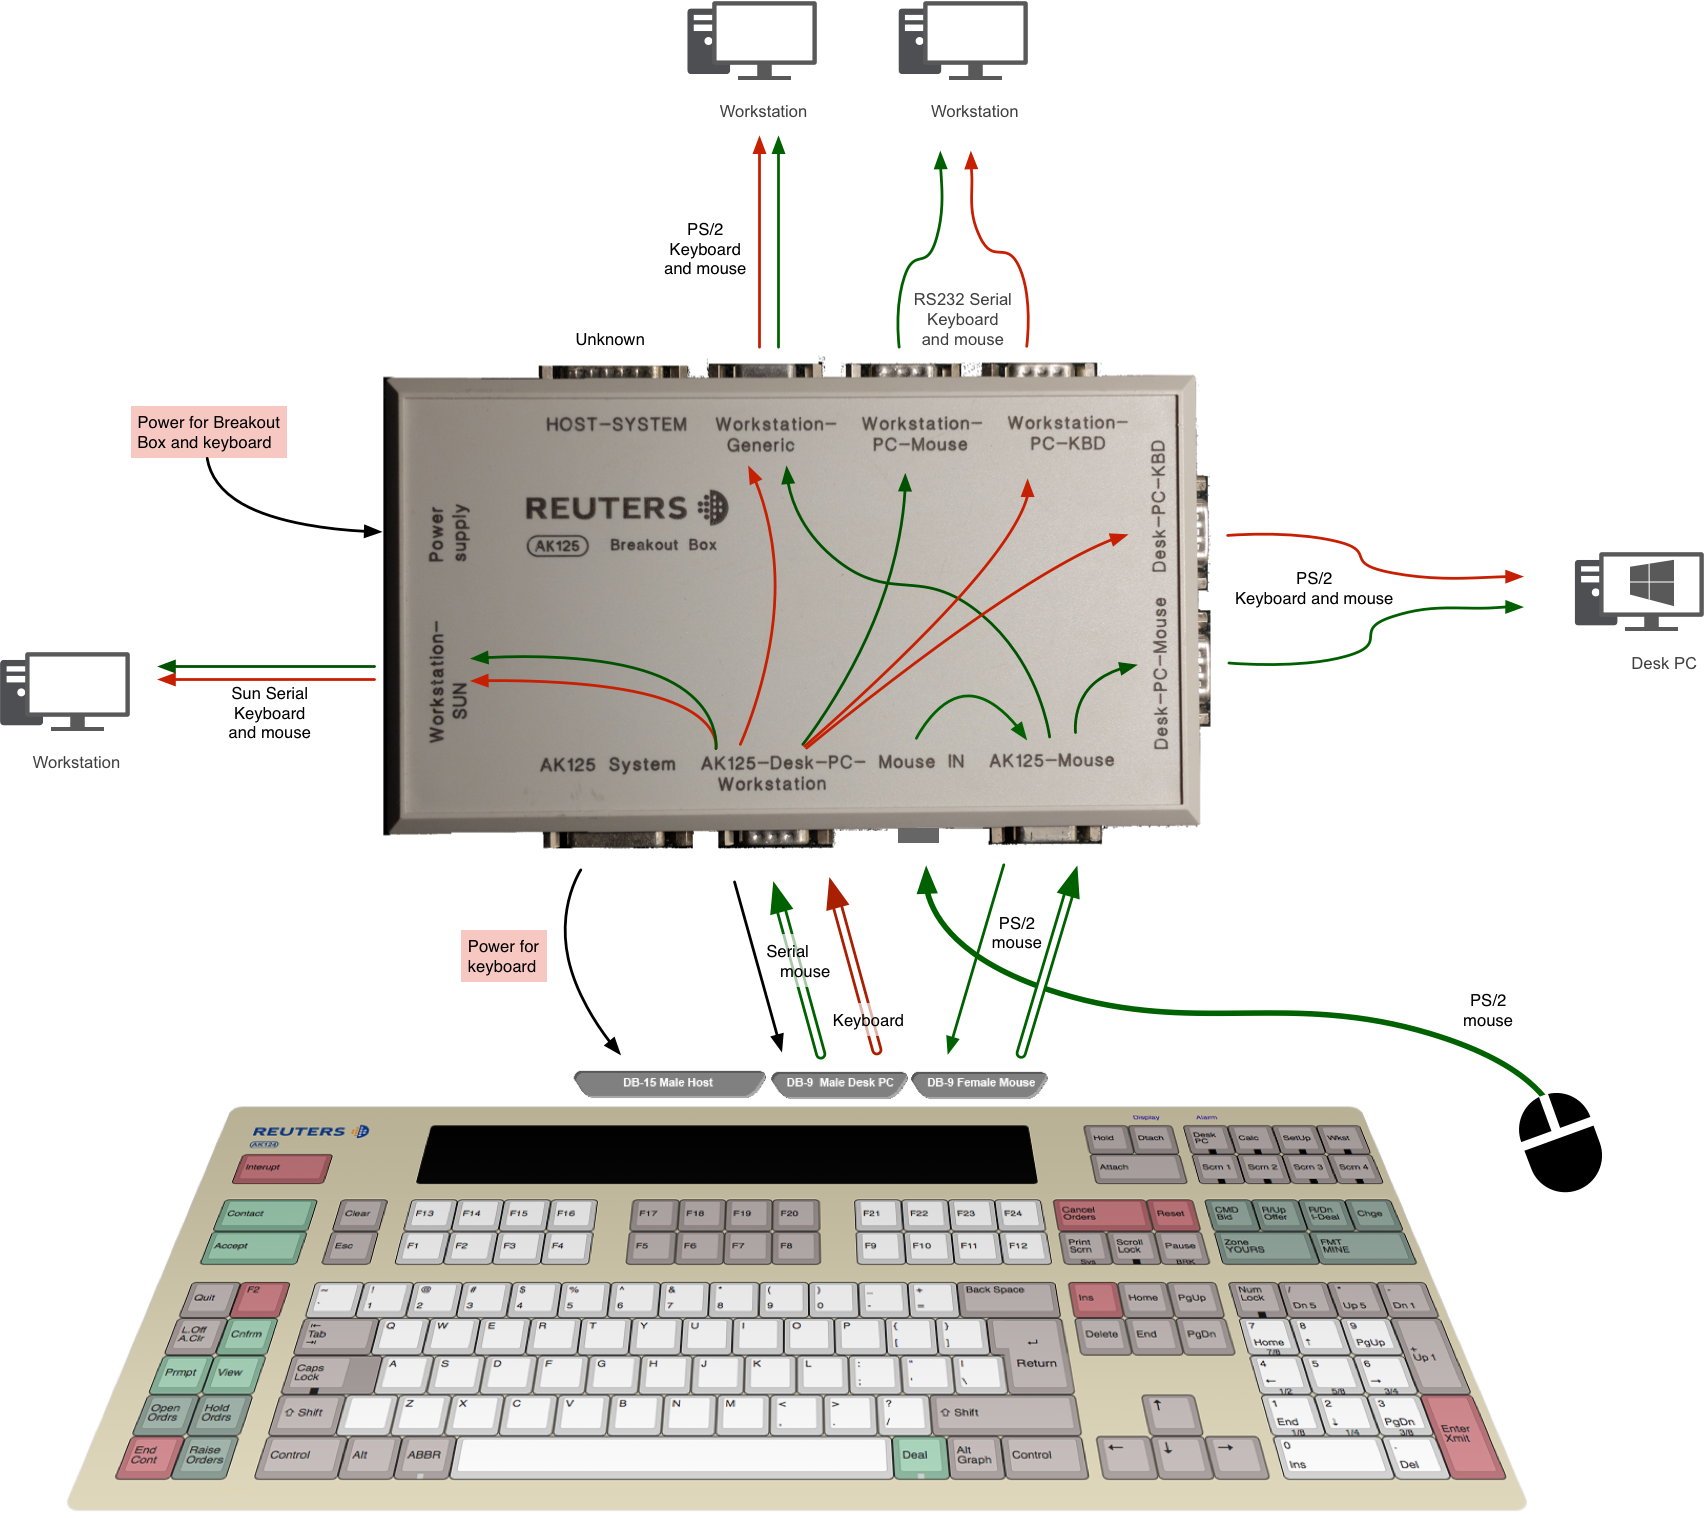 Workstation
Workstation
PS/2
Keyboard
and mouse
RS232 Serial
Keyboard
and mouse
Unknown
Power for Breakout
Box and keyboard
HOST-SYSTEM
Workstation-
Generic
Workstation-
PC-Mouse
Workstation-
PC-KBD
Desk-PC-KBD
Power
supply
REUTERS
AK125
Breakout Box
PS/2
Keyboard and mouse
Desk PC
Desk-PC-Mouse
Workstation-
SUN
Sun Serial
Keyboard
and mouse
Workstation
AK125 System
AK125-Desk-PC-
Workstation
Mouse IN
AK125-Mouse
Power for
keyboard
Serial
mouse
Keyboard
PS/2
mouse
PS/2
mouse
DB-15 Male Host
DB-9 Male Desk PC
DB-9 Female Mouse
REUTERS
AK124
Display
Alarm
Interupt
Hold
Dtach
Desk
PC
Calc
SetUp
Wkst
Attach
Scrn 1
Scrn 2
Scrn 3
Scrn 4
Contact
Clear
F13
F14
F15
F16
F17
F18
F19
F20
F21
F22
F23
F24
Cancel
Orders
Reset
CMD
Bid
R/Up
Offer
R/Dn
I-Deal
Chge
Accept
Esc
F1
F2
F3
F4
F5
F6
F7
F8
F9
F10
F11
F12
Print
Scrn
Sys
Scroll
Lock
Pause
BRK
Zone
YOURS
FMT
MINE
Quit
F2
~
`
!
1
@
2
#
3
$
4
%
5
^
6
&
7
*
8
(
9
)
0
_
-
+
=
Back Space
Ins
Home
PgUp
Num
Lock
/
Dn 5
*
Up 5
-
Dn 1
L.Off
A.Clr
Cnfrm
⇤
Tab
⇥
Q
W
E
R
T
Y
U
I
O
P
{
[
}
]
↵
Return
Delete
End
PgDn
7
Home
7/8
8
↑
9
PgUp
+
Up 1
Prmpt
View
Caps
Lock
A
S
D
F
G
H
J
K
L
:
;
"
'
|
\
4
←
1/2
5
5/8
6
→
3/4
Open
Ordrs
Hold
Ordrs
⇧ Shift
Z
X
C
V
B
N
M
<
,
>
.
?
/
⇧ Shift
↑
1
End
1/8
2
↓
1/4
3
PgDn
3/8
Enter
Xmit
End
Cont
Raise
Orders
Control
Alt
ABBR
Deal
Alt
Graph
Control
←
↓
→
0
Ins
.
Del